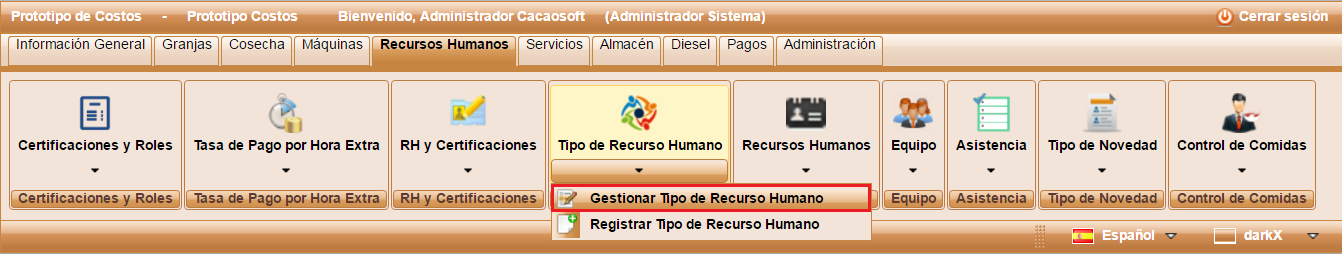 Prototipo de Costos - Prototipo Costos Bienvenido, Administrador Cacaosoft (Administrador Sistema) Cerrar sesión
Información General Granjas Cosecha Máquinas Recursos Humanos Servicios Almacén Diesel Pagos Administración
Certificaciones y Roles Tasa de Pago por Hora Extra RH y Certificaciones Tipo de Recurso Humano Recursos Humanos Equipo Asistencia Tipo de Novedad Control de Comidas
Certificaciones y Roles Tasa de Pago por Hora Extra RH y Certificaciones Gestionar Tipo de Recurso Humano Equipo Asistencia Tipo de Novedad Control de Comidas
Registrar Tipo de Recurso Humano
Español darkX